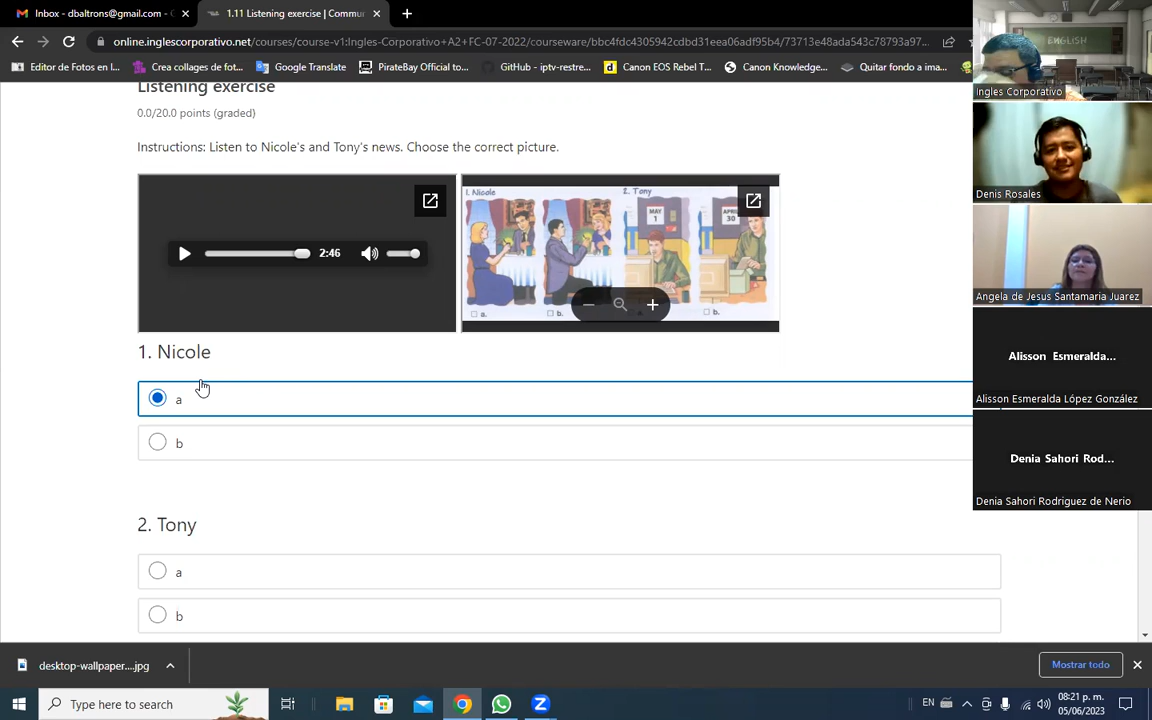 Inbox - dbaltrons@gmail.com -
1.11 Listening exercise | Commu
online.inglescorporativo.net/courses/course-v1:Ingles-Corporativo+A2+FC-07-2022/courseware/bbc4fdc4305942cdbd31eea06adf95b4/73713e48ada543c78793a97...
Editor de Fotos en l...
Crea collages de fot...
Google Translate
PirateBay Official to...
GitHub - iptv-restre...
Canon EOS Rebel T...
Canon Knowledge...
Quitar fondo a ima...
ENGLISH
Ingles Corporativo
Listening exercise
0.0/20.0 points (graded)
Instructions: Listen to Nicole's and Tony's news. Choose the correct picture.
Denis Rosales
1. Nicole
2. Tony
MAY
1
APRIL
30
2:46
a.
b.
b.
Angela de Jesus Santamaria Juarez
1. Nicole
a
b
Alisson Esmeralda...
Alisson Esmeralda López González
Denia Sahori Rod...
Denia Sahori Rodriguez de Nerio
2. Tony
a
b
desktop-wallpaper....jpg
Mostrar todo
Type here to search
EN
08:21 p. m.
05/06/2023